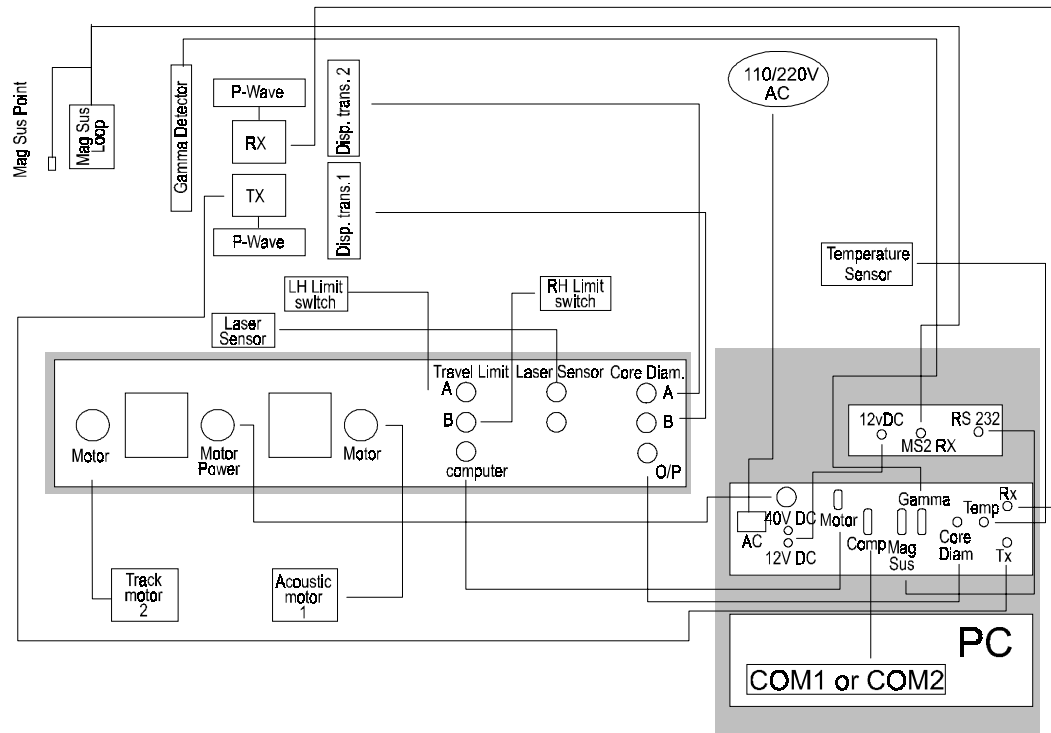 Mag Sus Point
Mag Sus
Loop
Gamma Detector
P-Wave
RX
TX
P-Wave
Disp. trans. 2
Disp. trans.1
110/220V
AC
Temperature
Sensor
LH Limit
switch
RH Limit
switch
Laser
Sensor
Travel Limit
Laser Sensor
Core Diam.
A
B
computer
A
B
O/P
Motor
Motor
Power
Motor
12vDC
MS2 RX
RS 232
AC
40V DC
12V DC
Motor
Comp
Mag
Sus
Gamma
Core
Diam
Temp
Rx
Tx
Track
motor
2
Acoustic
motor
1
PC
COM1 or COM2